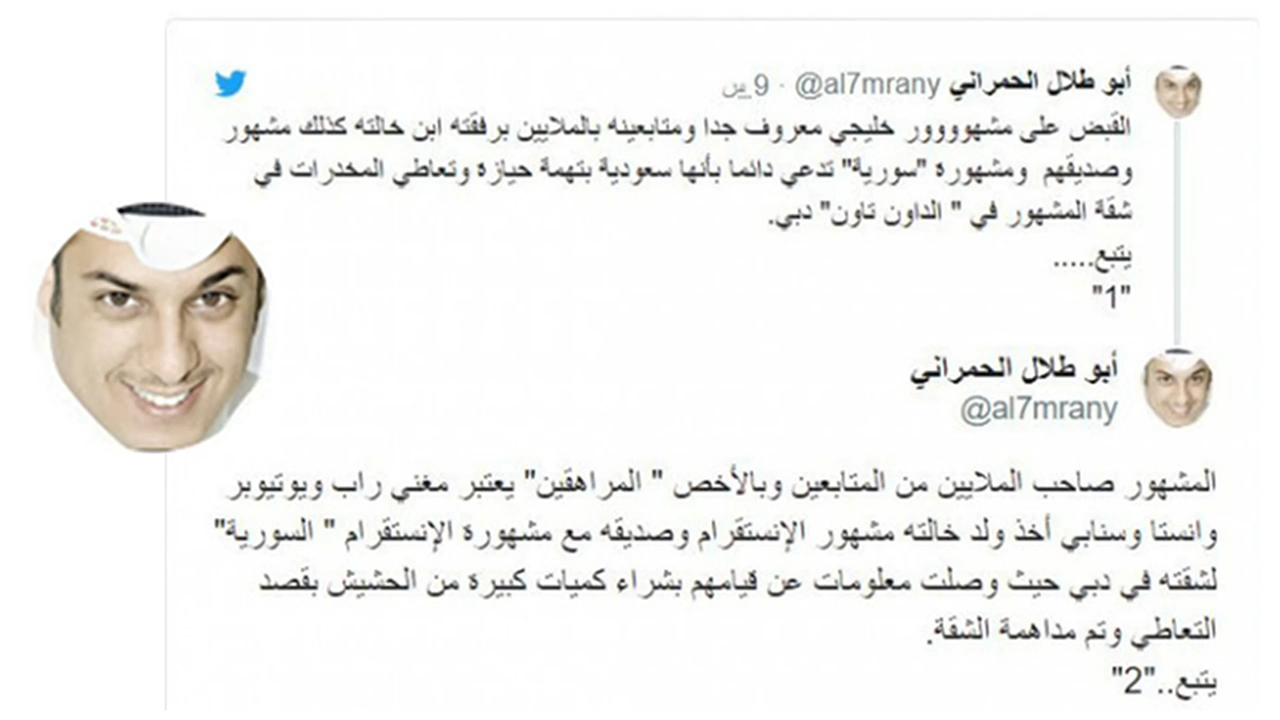 أبو طلال الحمراني @al7mrany · 9 س
القبض على مشهوووور خليجي معروف جدا ومتابعينه بالملايين برفقته ابن خالته كذلك مشهور
وصديقهم ومشهورة "سورية" تدعي دائما بأنها سعودية بتهمة حيازة وتعاطي المخدرات في
شقة المشهور في " الداون تاون" دبي.
يتبع.....
"1"
أبو طلال الحمراني
@al7mrany
المشهور صاحب الملايين من المتابعين وبالأخص " المراهقين" يعتبر مغني راب ويوتيوبر
وانستا وسنابي أخذ ولد خالته مشهور الإنستقرام وصديقه مع مشهورة الإنستقرام " السورية"
لشقته في دبي حيث وصلت معلومات عن قيامهم بشراء كميات كبيرة من الحشيش بقصد
التعاطي وتم مداهمة الشقة.
يتبع.."2"